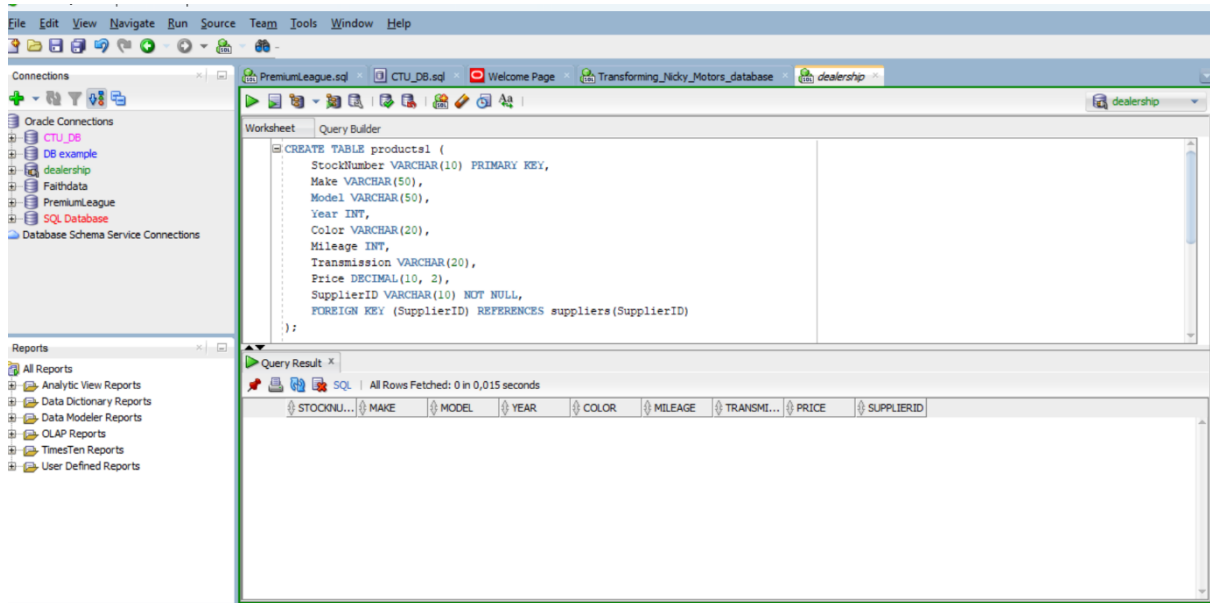 File Edit View Navigate Run Source Team Tools Window Help
Connections
PremiumLeague.sql
CTU_DB.sql
Welcome Page
Transforming_Nicky_Motors_database
dealership
dealership
Oracle Connections
CTU_DB
DB example
dealership
Faithdata
PremiumLeague
SQL Database
Database Schema Service Connections
Worksheet Query Builder
CREATE TABLE products1 (
StockNumber VARCHAR(10) PRIMARY KEY,
Make VARCHAR(50),
Model VARCHAR(50),
Year INT,
Color VARCHAR(20),
Mileage INT,
Transmission VARCHAR(20),
Price DECIMAL(10, 2),
SupplierID VARCHAR(10) NOT NULL,
FOREIGN KEY (SupplierID) REFERENCES suppliers(SupplierID)
);
Reports
All Reports
Analytic View Reports
Data Dictionary Reports
Data Modeler Reports
OLAP Reports
TimesTen Reports
User Defined Reports
Query Result
SQL | All Rows Fetched: 0 in 0,015 seconds
STOCKNU... MAKE MODEL YEAR COLOR MILEAGE TRANSMI... PRICE SUPPLIERID